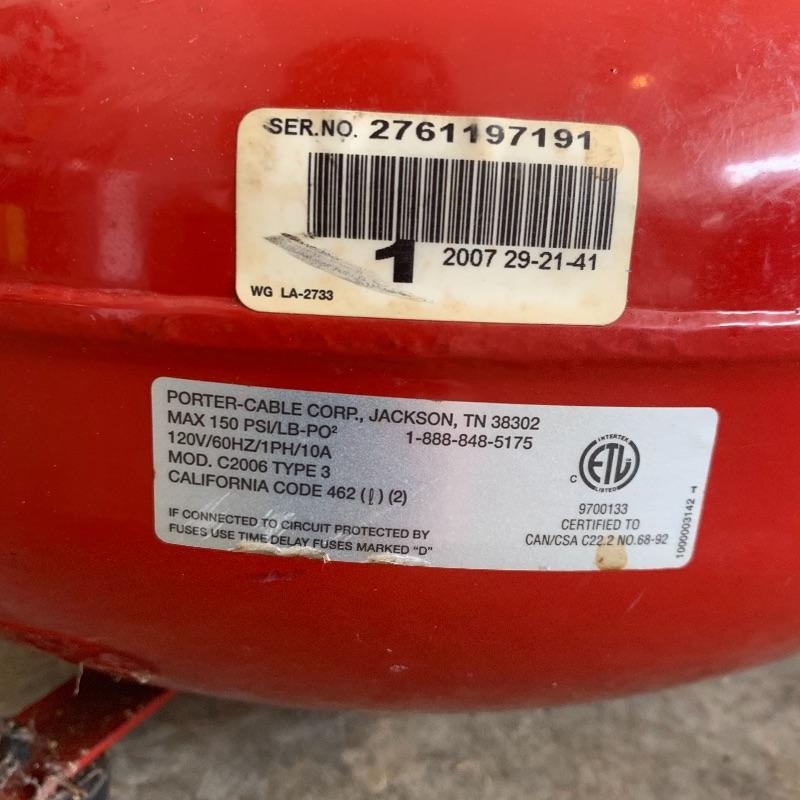 SER.NO. 2761197191
1 2007 29-21-41
WG LA-2733
PORTER-CABLE CORP., JACKSON, TN 38302
MAX 150 PSI/LB-PO² 1-888-848-5175
120V/60HZ/1PH/10A
MOD. C2006 TYPE 3
CALIFORNIA CODE 462 (ℓ) (2)
IF CONNECTED TO CIRCUIT PROTECTED BY
FUSES USE TIME DELAY FUSES MARKED "D"
INTERTEK
C ETL
LISTED
9700133
CERTIFIED TO
CAN/CSA C22.2 NO.68-92
1000003142